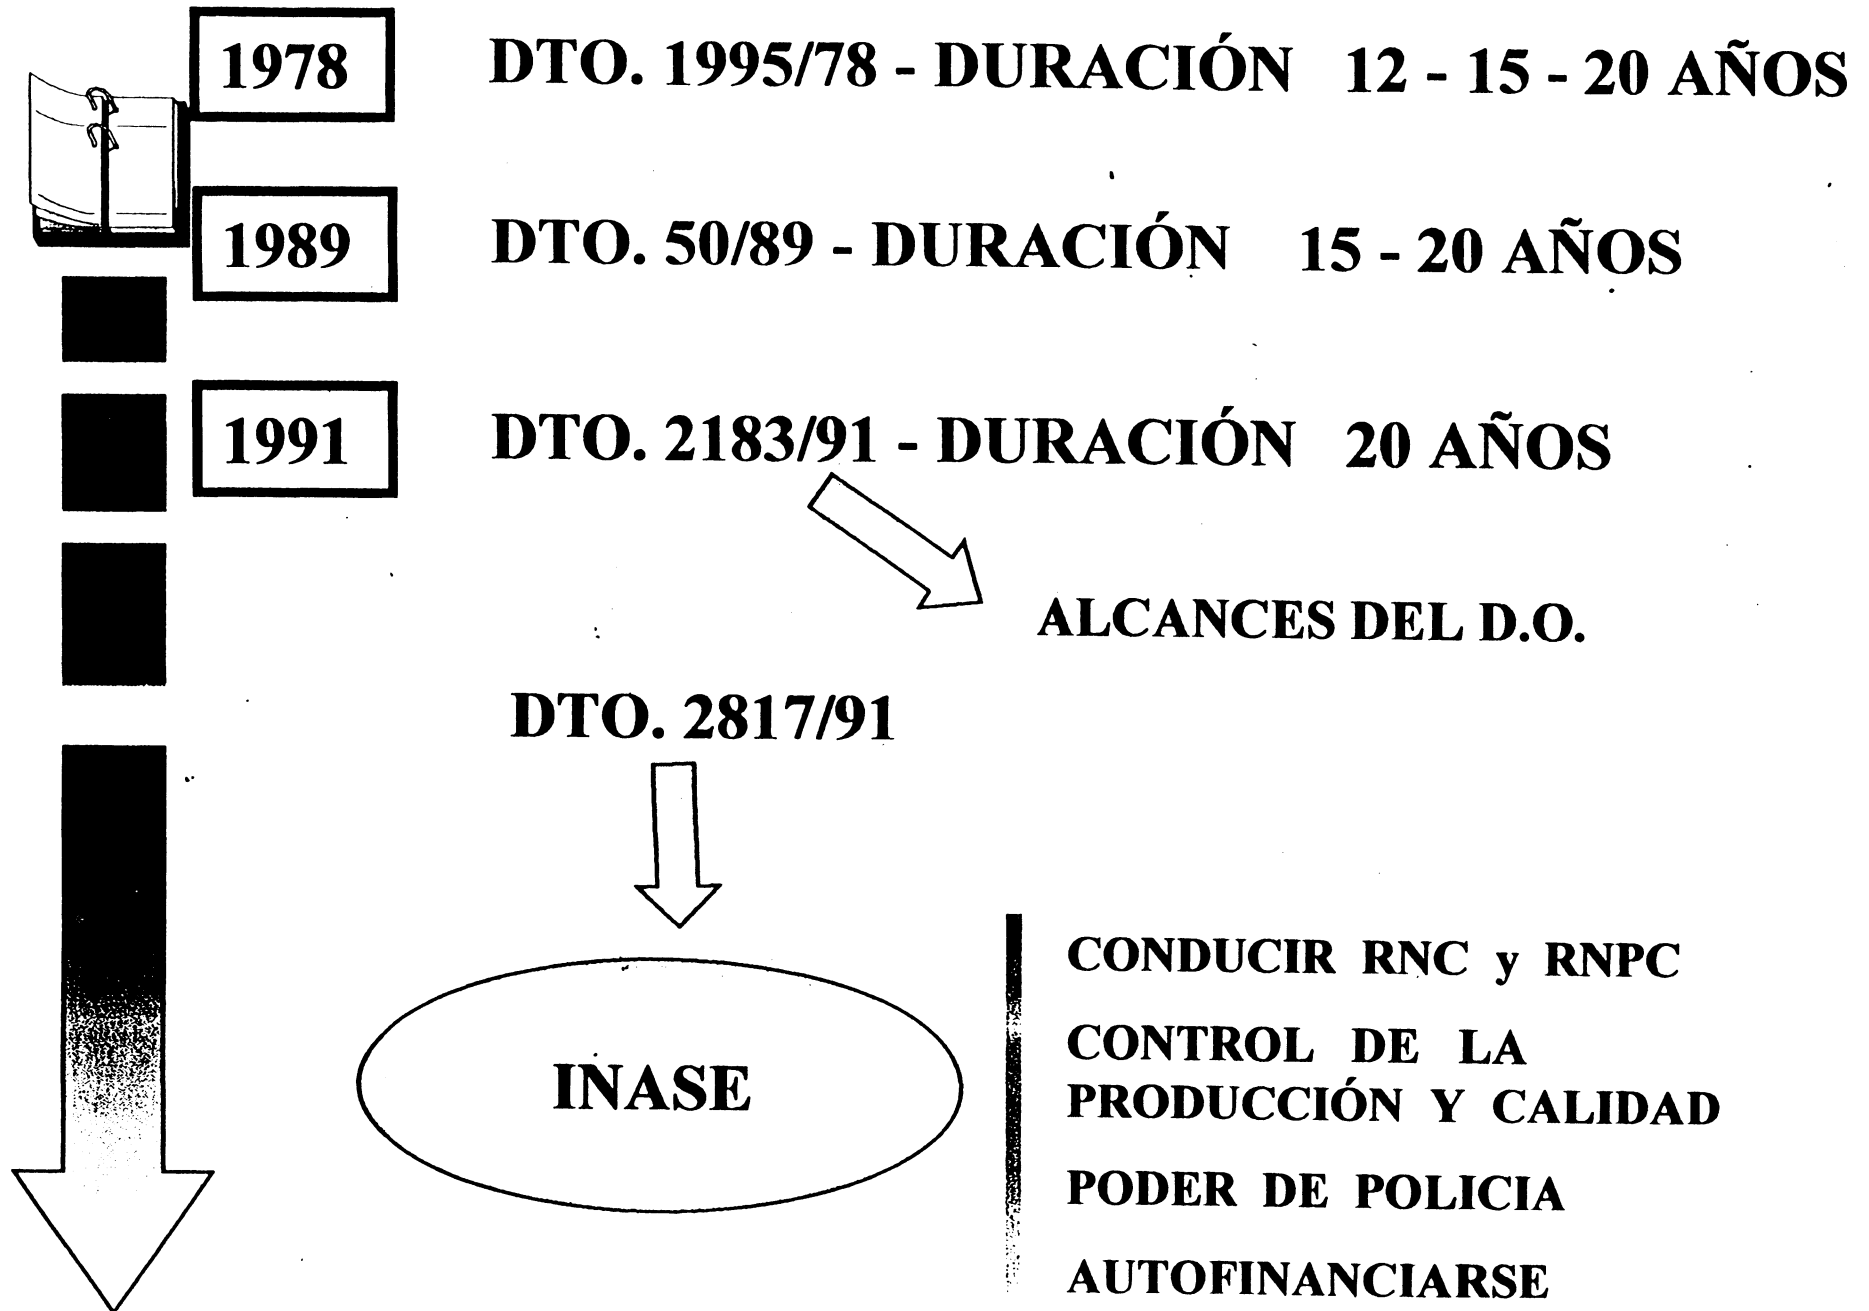 1978 DTO. 1995/78 - DURACIÓN 12 - 15 - 20 AÑOS
1989 DTO. 50/89 - DURACIÓN 15 - 20 AÑOS
1991 DTO. 2183/91 - DURACIÓN 20 AÑOS
ALCANCES DEL D.O.
DTO. 2817/91
INASE
CONDUCIR RNC y RNPC
CONTROL DE LA
PRODUCCIÓN Y CALIDAD
PODER DE POLICIA
AUTOFINANCIARSE